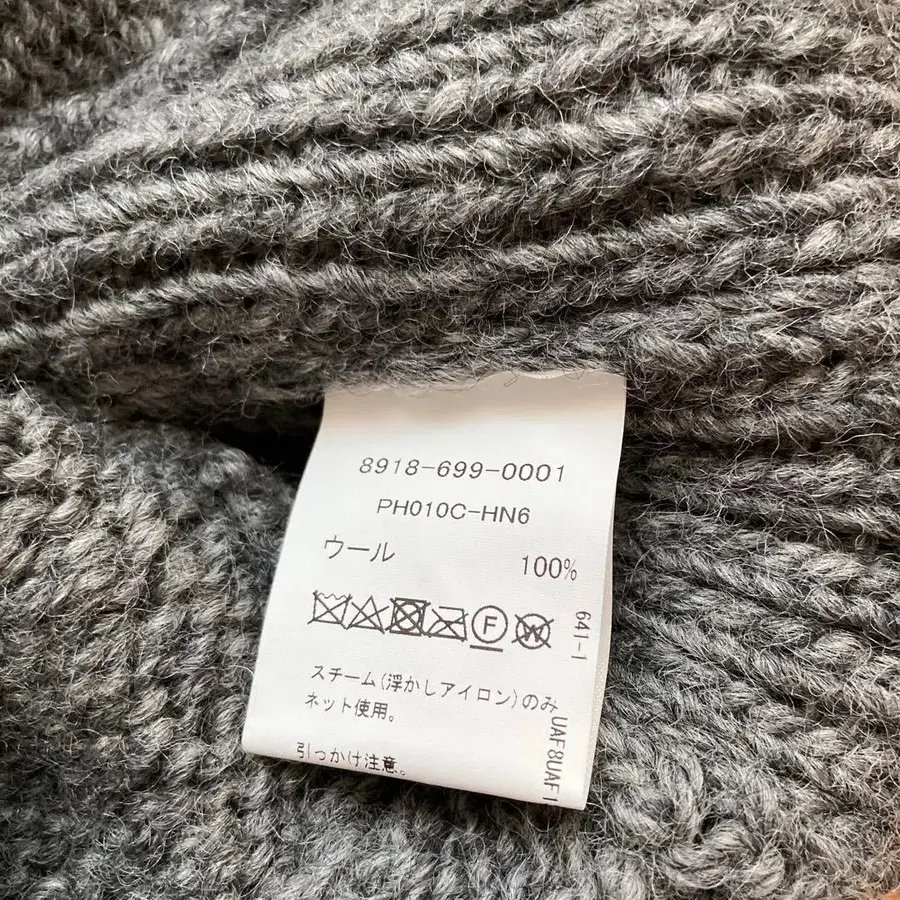 8918-699-0001
PH010C-HN6
ウール 100%
F W
641-1
スチーム(浮かしアイロン)のみ
ネット使用。
引っかけ注意。
UAF8UAF1